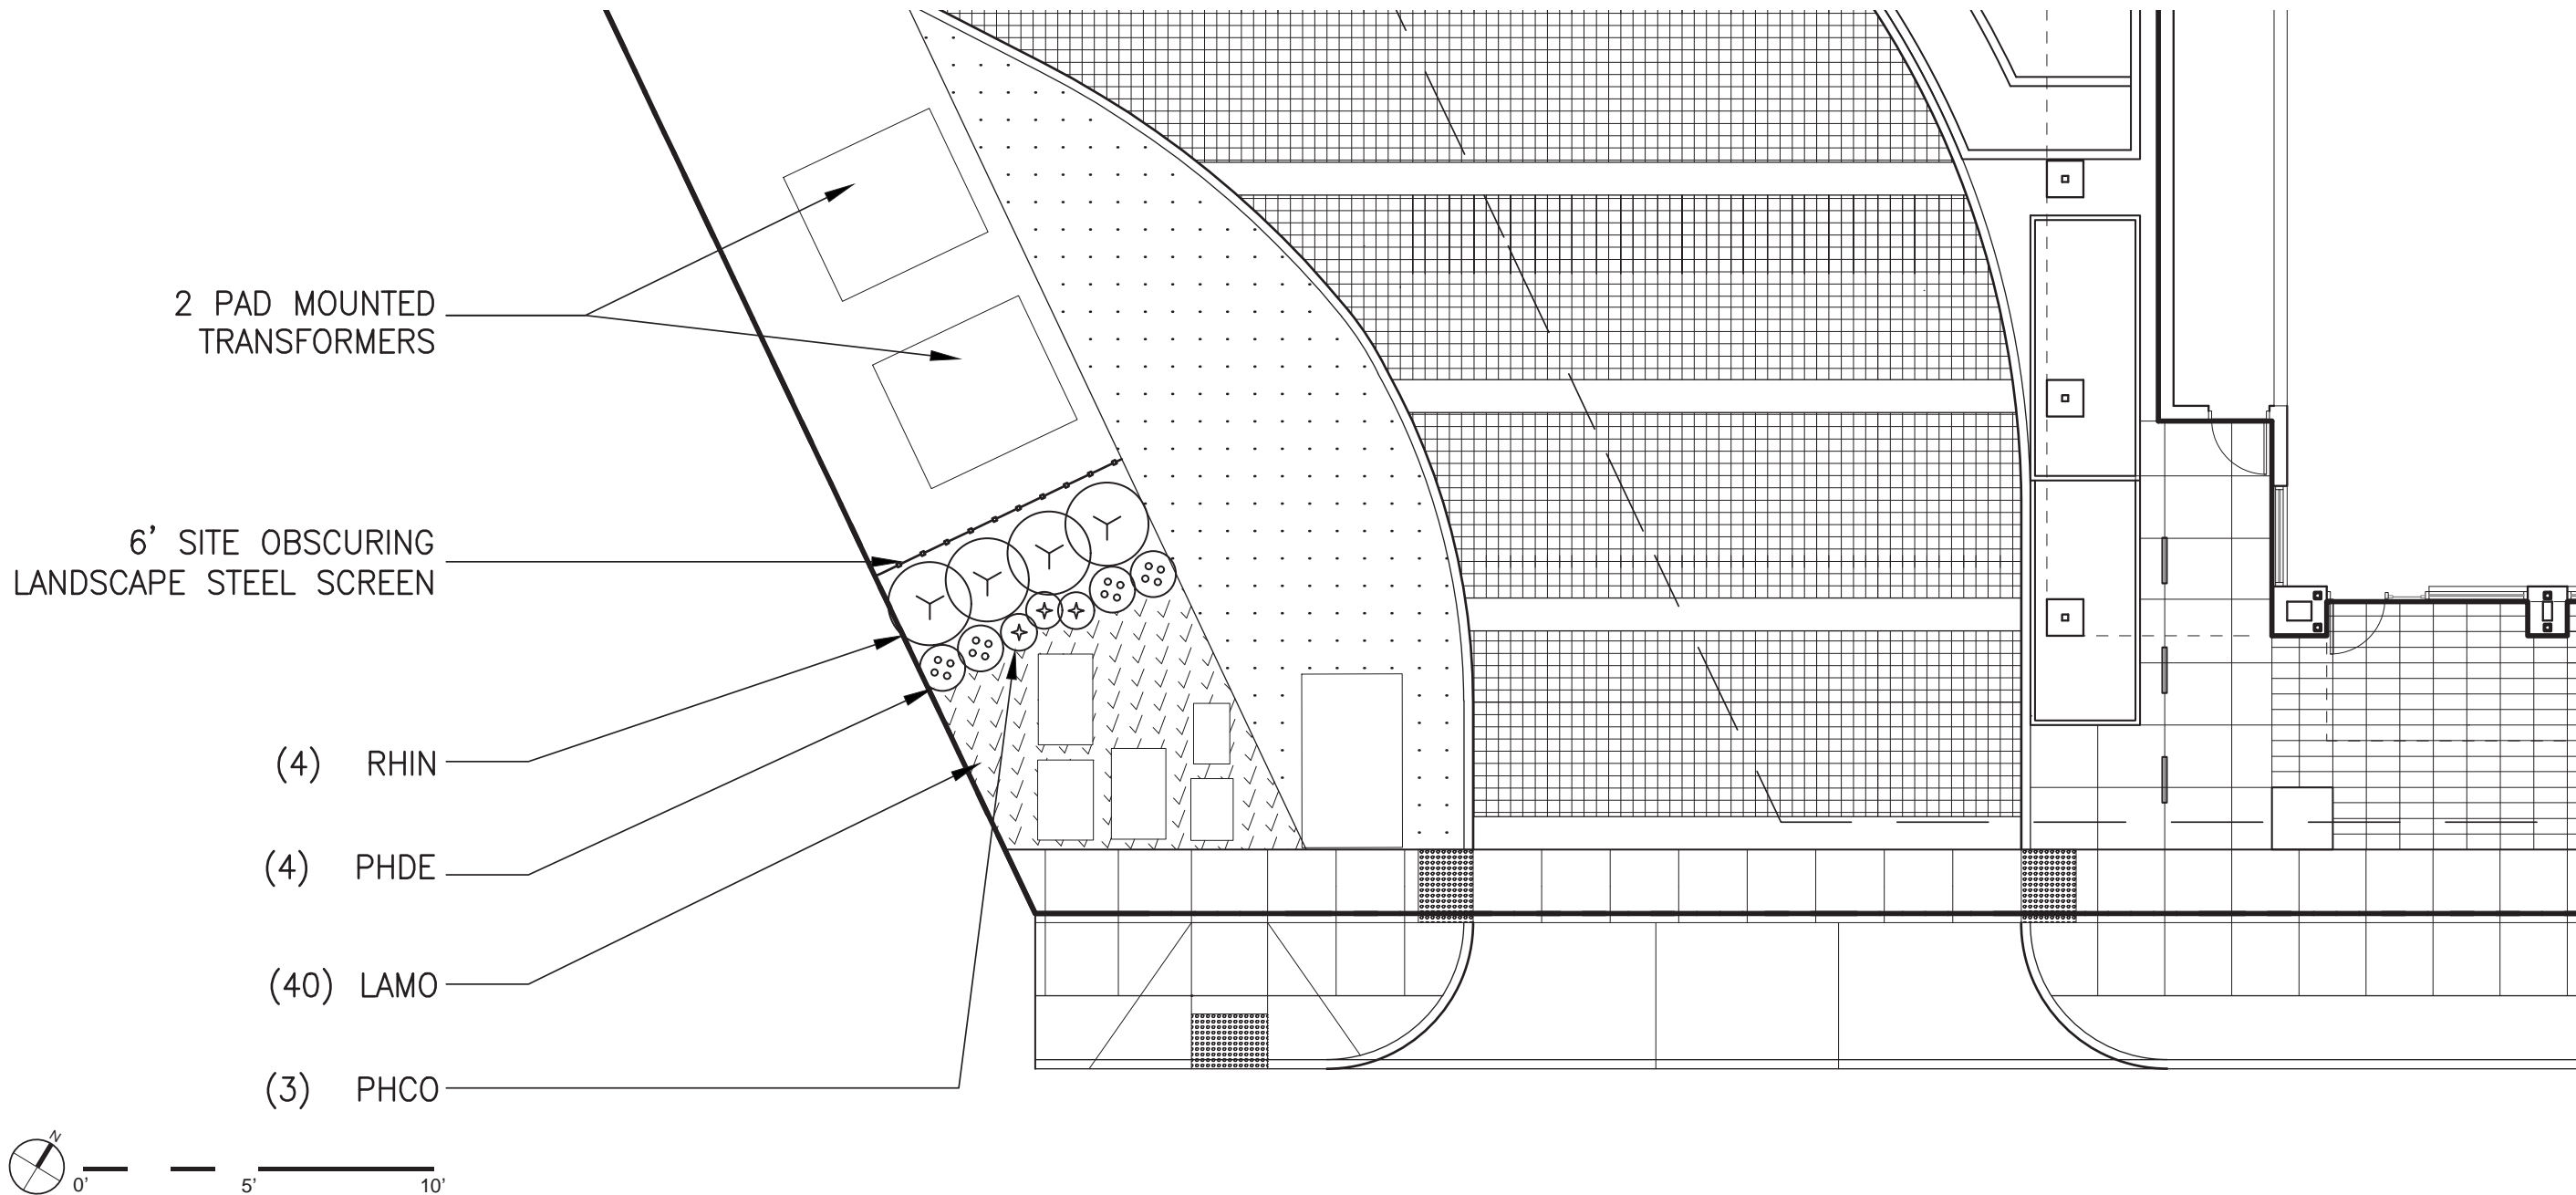 2 PAD MOUNTED
TRANSFORMERS
6' SITE OBSCURING
LANDSCAPE STEEL SCREEN
(4) RHIN
(4) PHDE
(40) LAMO
(3) PHCO
N
0' 5' 10'